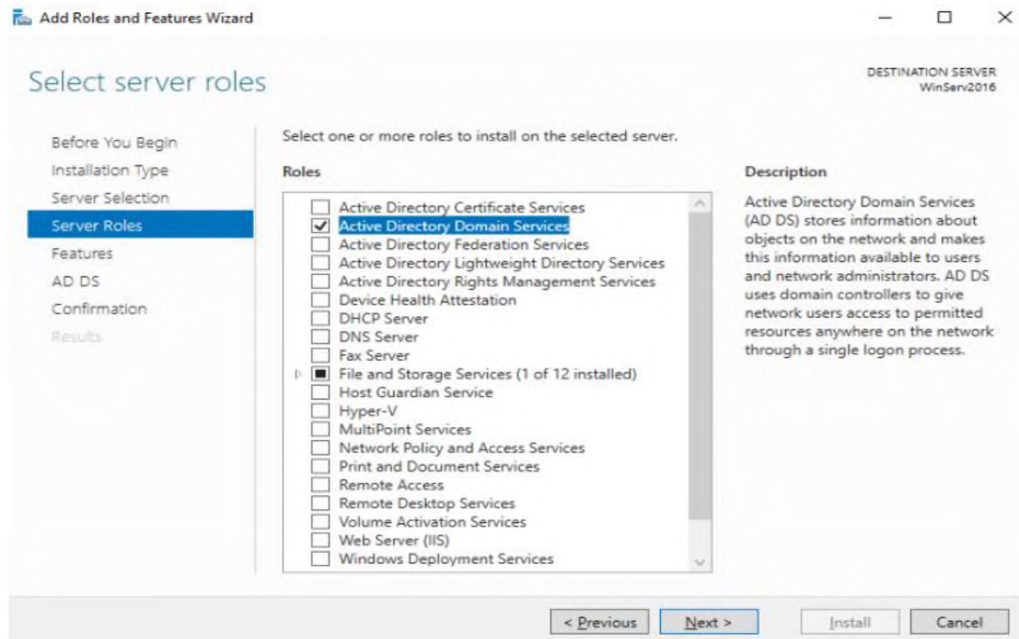 Add Roles and Features Wizard
Select server roles
DESTINATION SERVER
WinServ2016
Before You Begin
Installation Type
Server Selection
Server Roles
Features
AD DS
Confirmation
Results
Select one or more roles to install on the selected server.
Roles
Active Directory Certificate Services
Active Directory Domain Services
Active Directory Federation Services
Active Directory Lightweight Directory Services
Active Directory Rights Management Services
Device Health Attestation
DHCP Server
DNS Server
Fax Server
File and Storage Services (1 of 12 installed)
Host Guardian Service
Hyper-V
MultiPoint Services
Network Policy and Access Services
Print and Document Services
Remote Access
Remote Desktop Services
Volume Activation Services
Web Server (IIS)
Windows Deployment Services
Description
Active Directory Domain Services
(AD DS) stores information about
objects on the network and makes
this information available to users
and network administrators. AD DS
uses domain controllers to give
network users access to permitted
resources anywhere on the network
through a single logon process.
< Previous
Next >
Install
Cancel